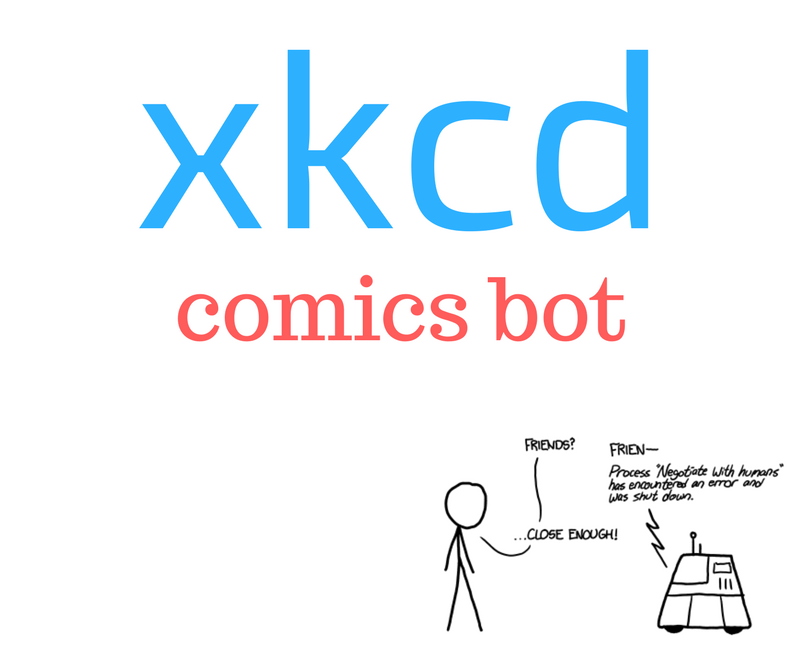 xkcd
comics bot
FRIENDS?
...CLOSE ENOUGH!
FRIEN—
Process "Negotiate with humans"
has encountered an error and
was shut down.